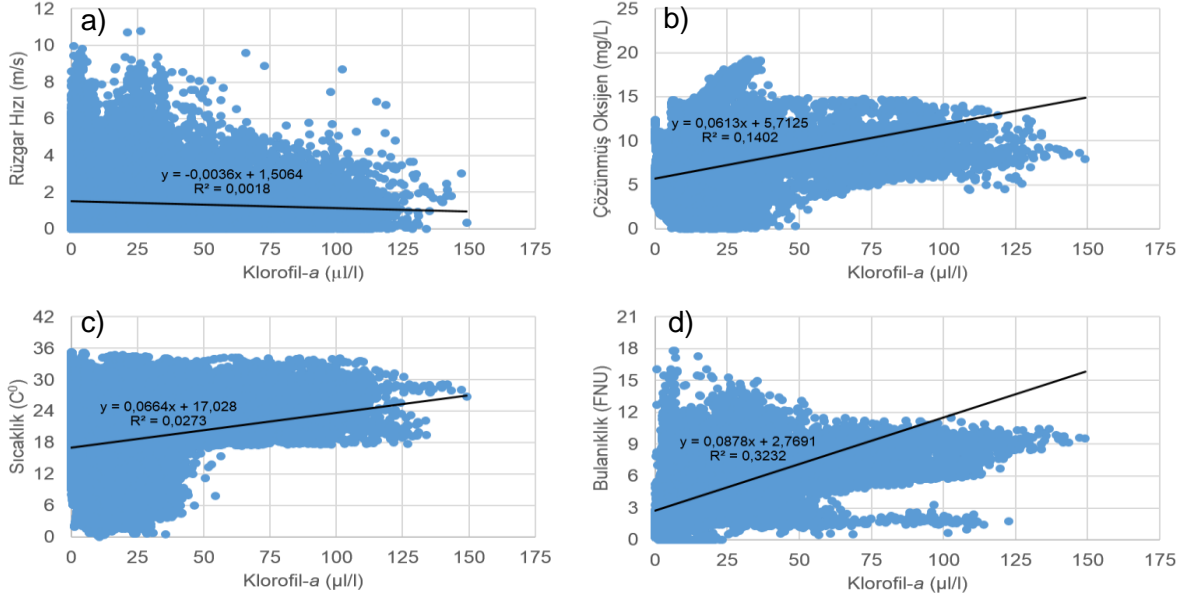 a)
Rüzgar Hızı (m/s)
12
10
8
6
4
2
0
y = -0,0036x + 1,5064
R² = 0,0018
0 25 50 75 100 125 150 175
Klorofil-a (µl/l)
b)
Çözünmüş Oksijen (mg/L)
25
20
15
10
5
0
y = 0,0613x + 5,7125
R² = 0,1402
0 25 50 75 100 125 150 175
Klorofil-a (µl/l)
c)
Sıcaklık (C⁰)
42
36
30
24
18
12
6
0
y = 0,0664x + 17,028
R² = 0,0273
0 25 50 75 100 125 150 175
Klorofil-a (µl/l)
d)
Bulanıklık (FNU)
21
18
15
12
9
6
3
0
y = 0,0878x + 2,7691
R² = 0,3232
0 25 50 75 100 125 150 175
Klorofil-a (µl/l)